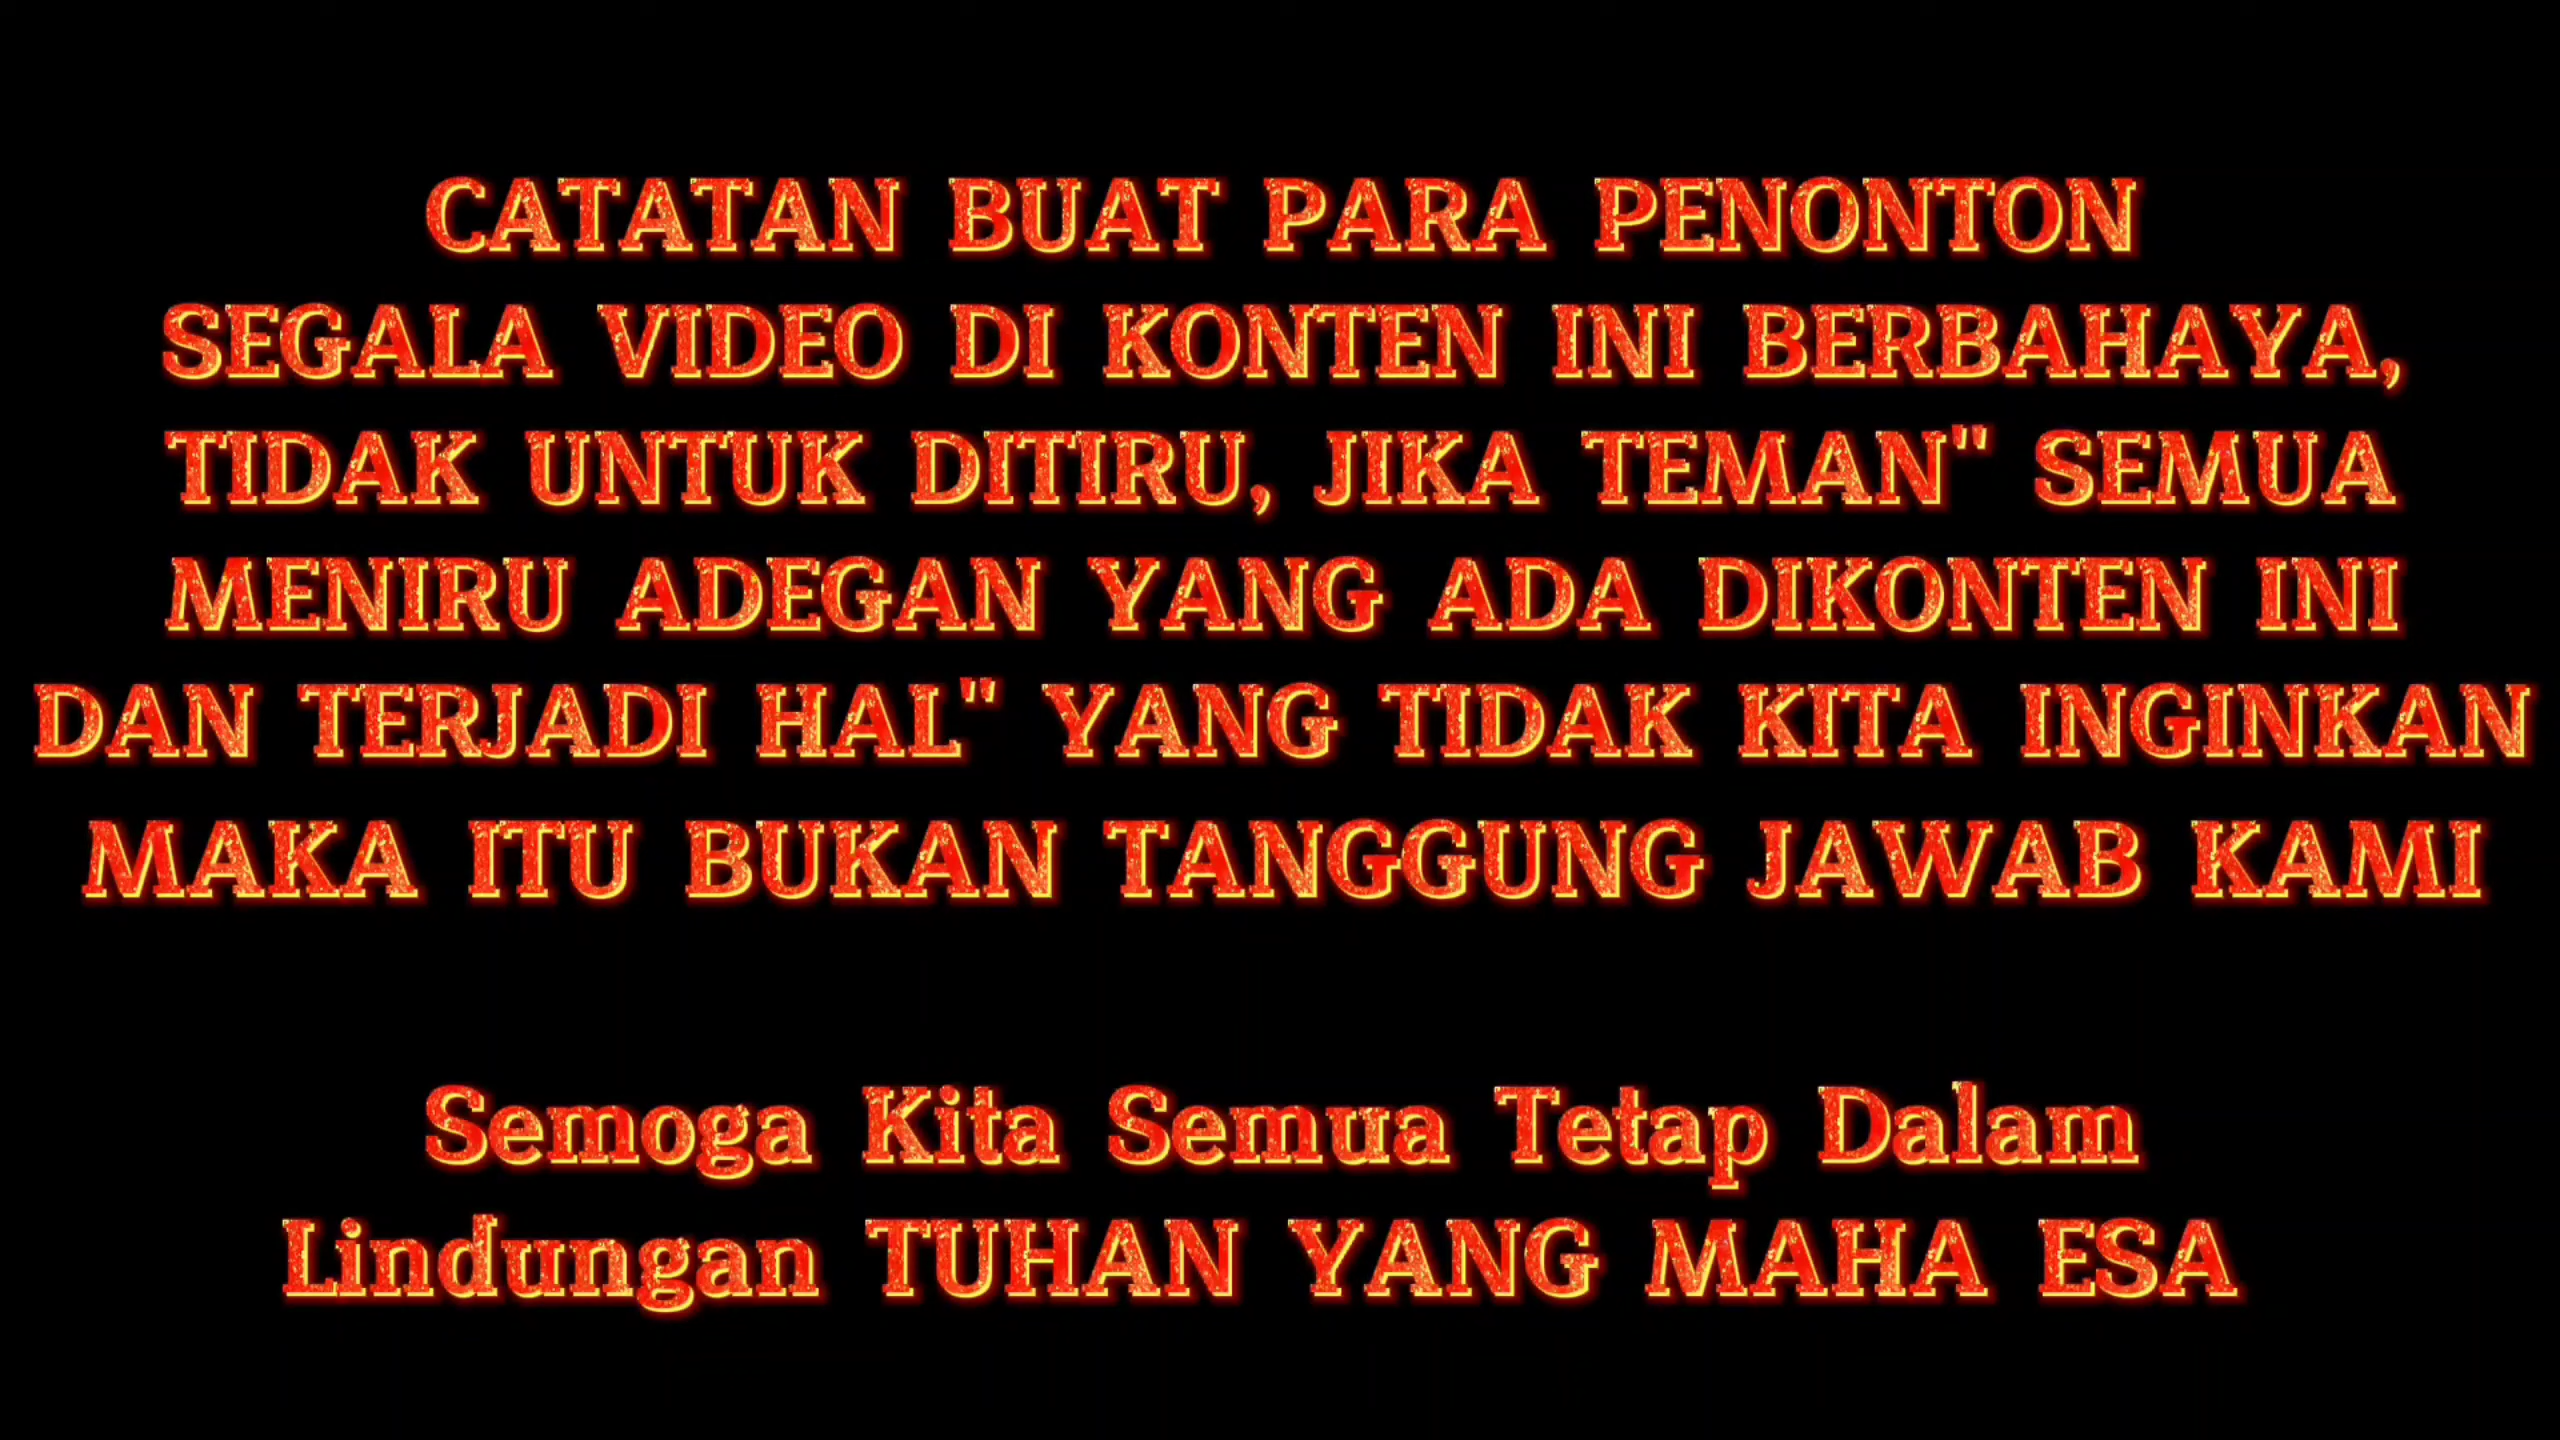 CATATAN BUAT PARA PENONTON
SEGALA VIDEO DI KONTEN INI BERBAHAYA,
TIDAK UNTUK DITIRU, JIKA TEMAN" SEMUA
MENIRU ADEGAN YANG ADA DIKONTEN INI
DAN TERJADI HAL" YANG TIDAK KITA INGINKAN
MAKA ITU BUKAN TANGGUNG JAWAB KAMI
Semoga Kita Semua Tetap Dalam
Lindungan TUHAN YANG MAHA ESA